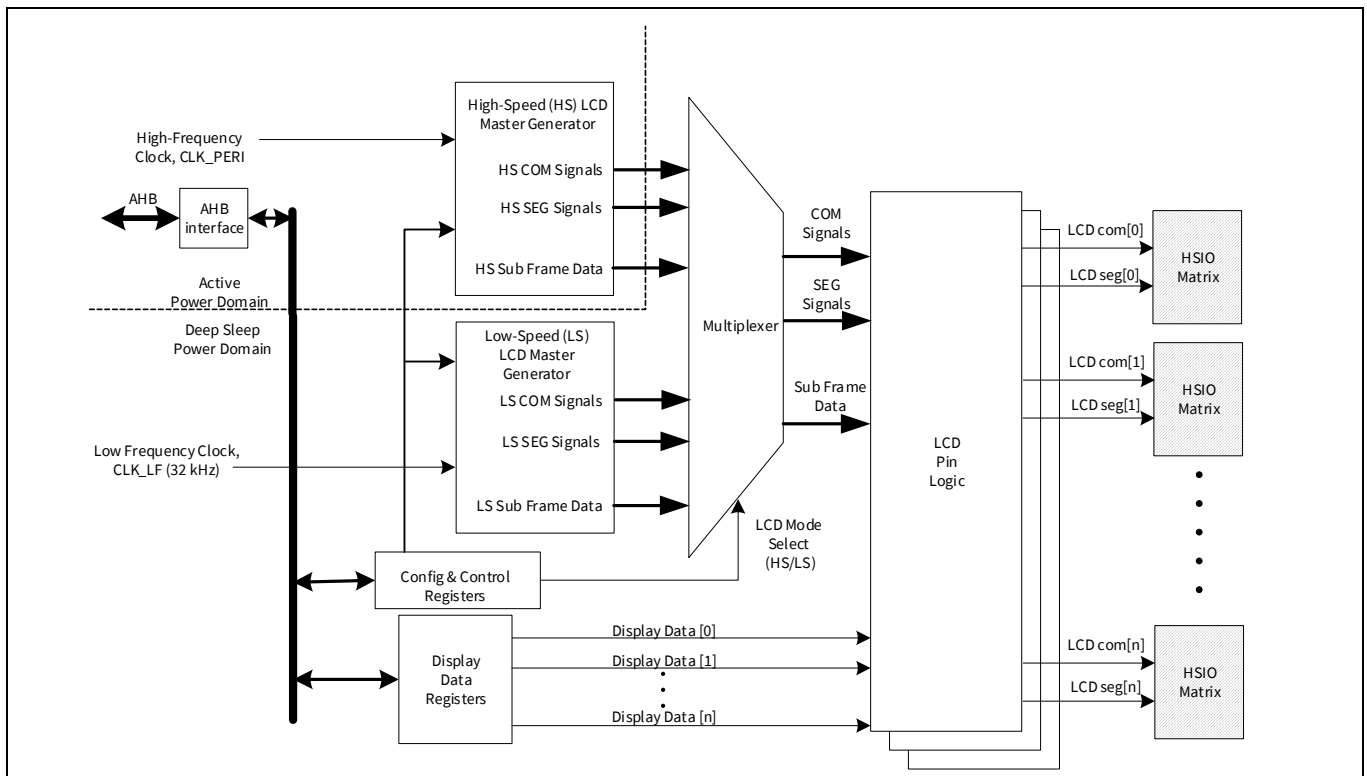 High-Speed (HS) LCD
Master Generator
High-Frequency
Clock, CLK_PERI
HS COM Signals
HS SEG Signals
HS Sub Frame Data
AHB
AHB
interface
Active
Power Domain
Deep Sleep
Power Domain
Low-Speed (LS)
LCD Master
Generator
LS COM Signals
LS SEG Signals
LS Sub Frame Data
Low Frequency Clock,
CLK_LF (32 kHz)
Multiplexer
COM
Signals
SEG
Signals
Sub Frame
Data
LCD Mode
Select
(HS/LS)
Config & Control
Registers
Display
Data
Registers
Display Data [0]
Display Data [1]
Display Data [n]
LCD
Pin
Logic
LCD com[0]
LCD seg[0]
HSIO
Matrix
LCD com[1]
LCD seg[1]
HSIO
Matrix
LCD com[n]
LCD seg[n]
HSIO
Matrix